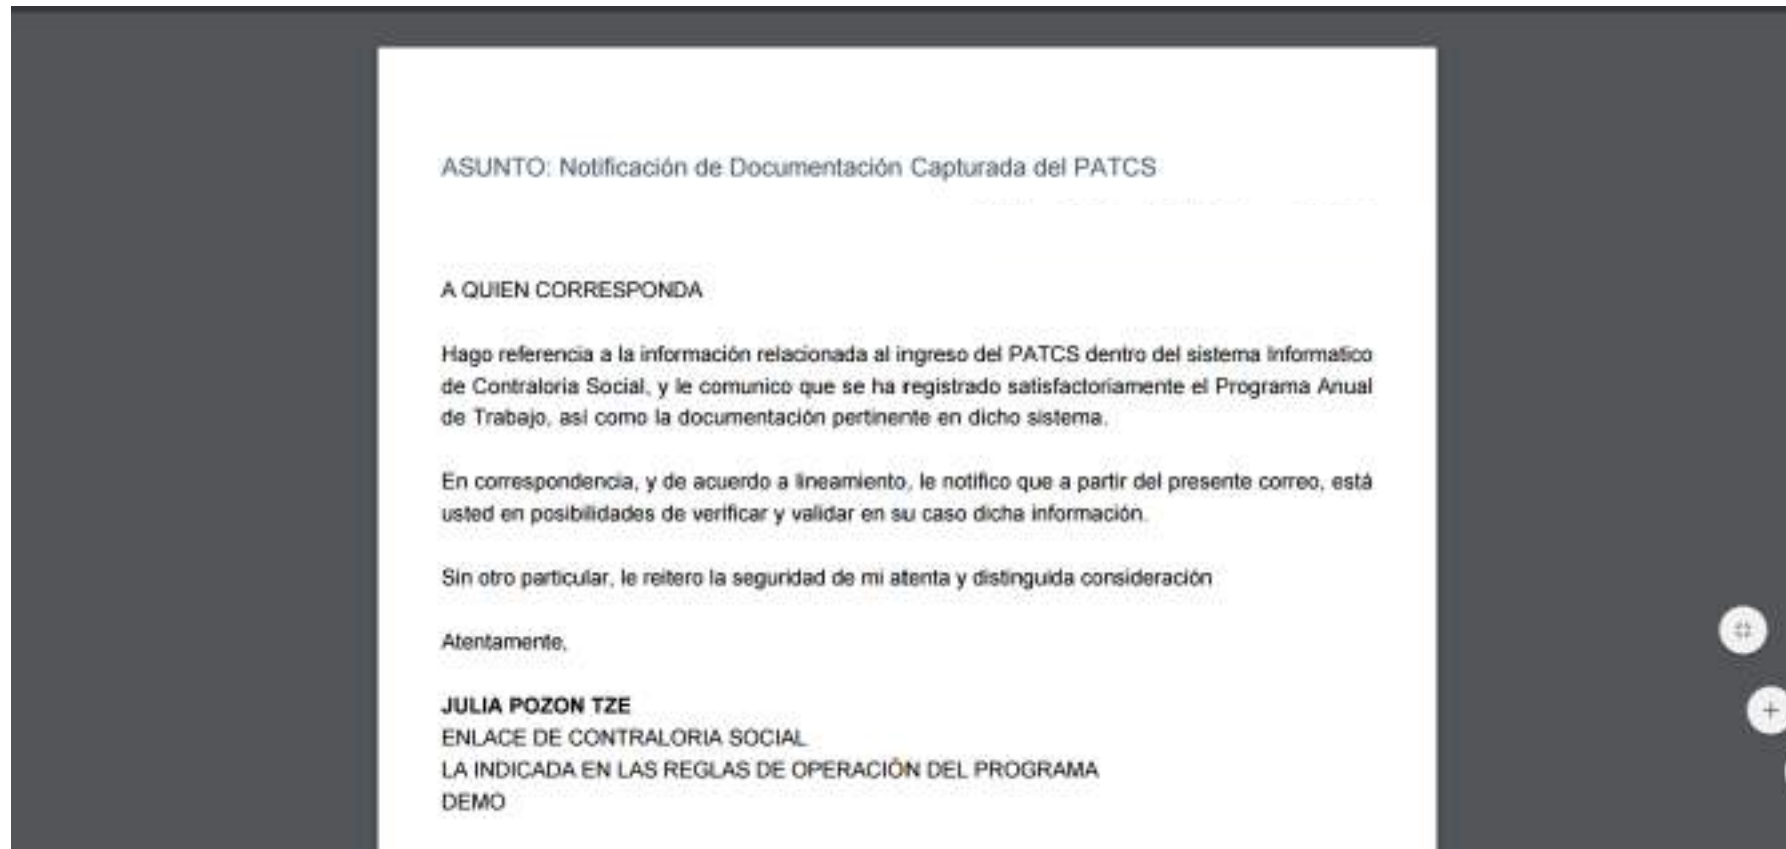 ASUNTO: Notificación de Documentación Capturada del PATCS
A QUIEN CORRESPONDA
Hago referencia a la información relacionada al ingreso del PATCS dentro del sistema Informatico
de Contraloria Social, y le comunico que se ha registrado satisfactoriamente el Programa Anual
de Trabajo, así como la documentación pertinente en dicho sistema.
En correspondencia, y de acuerdo a lineamiento, le notifico que a partir del presente correo, está
usted en posibilidades de verificar y validar en su caso dicha información.
Sin otro particular, le reitero la seguridad de mi atenta y distinguida consideración
Atentamente,
JULIA POZON TZE
ENLACE DE CONTRALORIA SOCIAL
LA INDICADA EN LAS REGLAS DE OPERACIÓN DEL PROGRAMA
DEMO